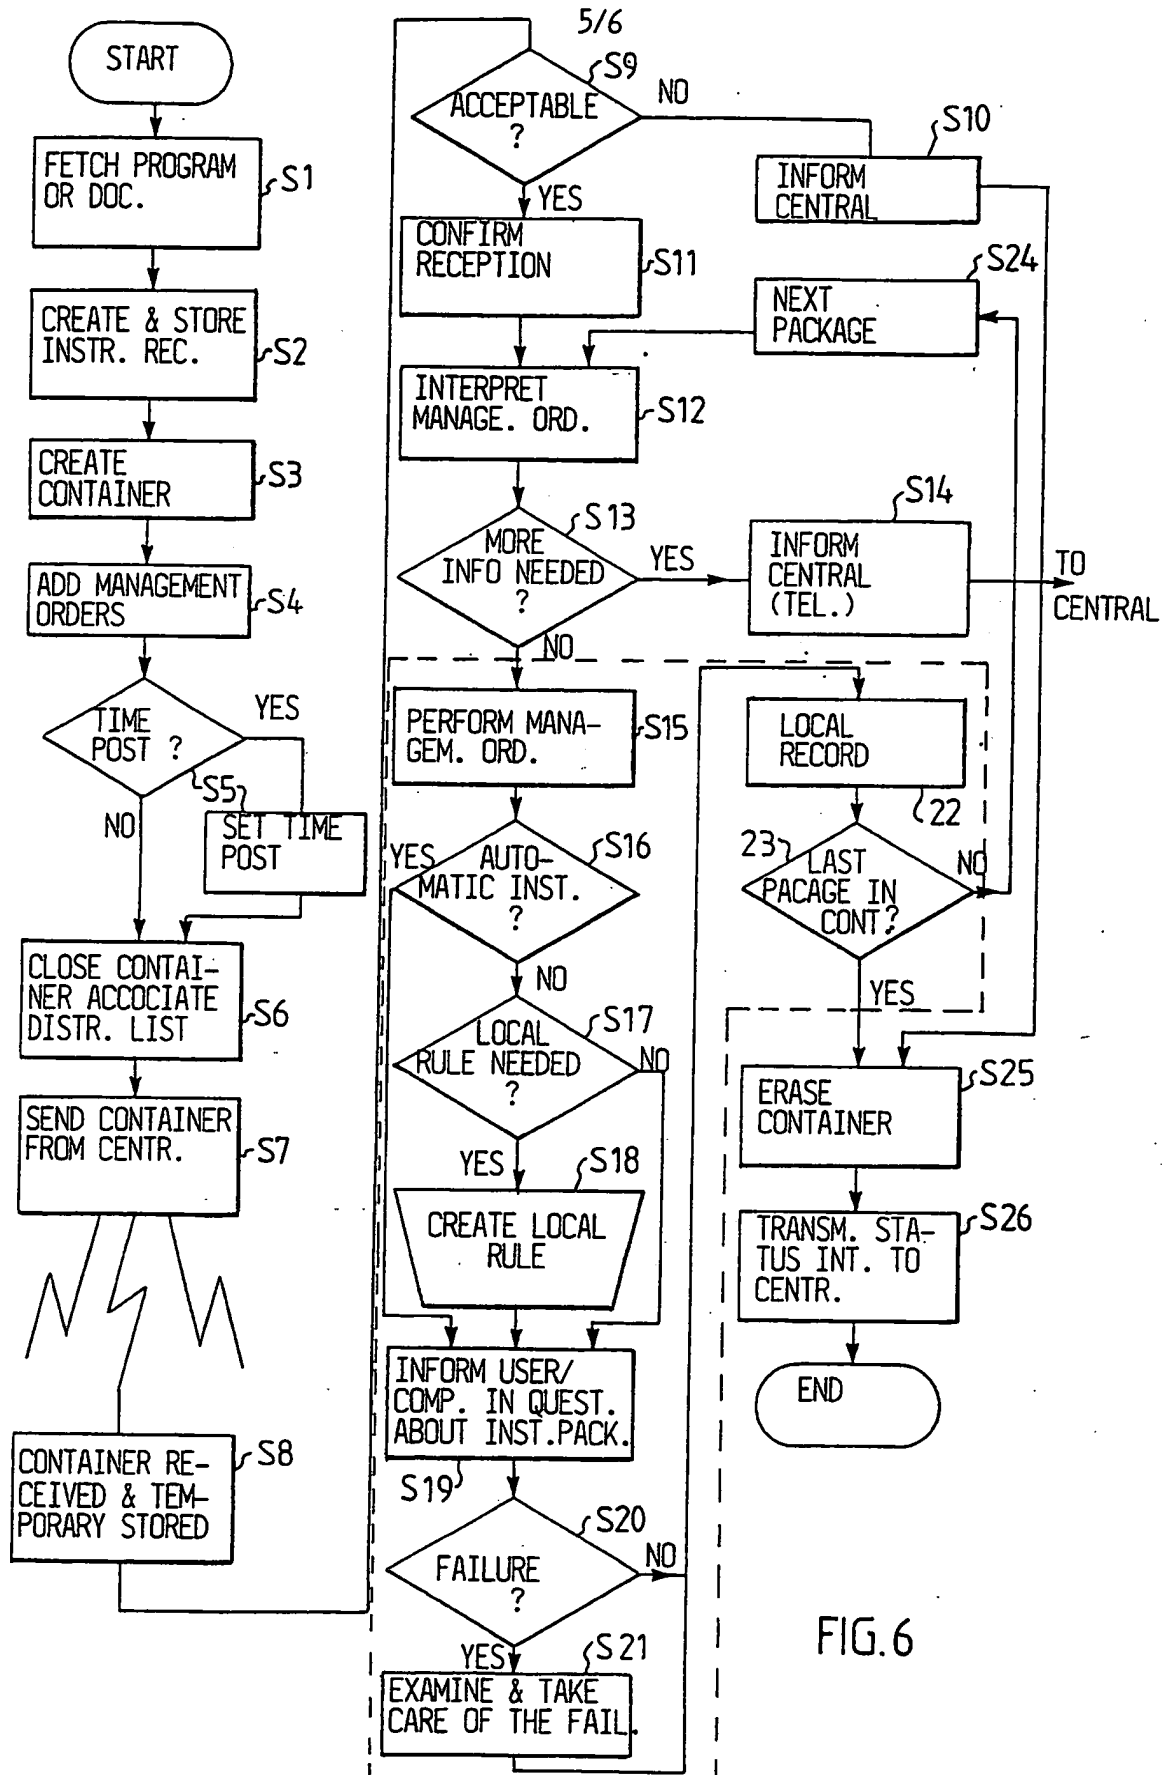 5/6
START
FETCH PROGRAM
OR DOC.
S1
CREATE & STORE
INSTR. REC.
S2
CREATE
CONTAINER
S3
ADD MANAGEMENT
ORDERS
S4
TIME
POST ?
YES
S5
NO
SET TIME
POST
CLOSE CONTAI-
NER ACCOCIATE
DISTR. LIST
S6
SEND CONTAINER
FROM CENTR.
S7
CONTAINER RE-
CEIVED & TEM-
PORARY STORED
S8
ACCEPTABLE
?
S9
NO
YES
INFORM
CENTRAL
S10
CONFIRM
RECEPTION
S11
NEXT
PACKAGE
S24
INTERPRET
MANAGE. ORD.
S12
MORE
INFO NEEDED
?
S13
YES
NO
INFORM
CENTRAL
(TEL.)
S14
TO
CENTRAL
PERFORM MANA-
GEM. ORD.
S15
AUTO-
MATIC INST.
?
S16
YES
NO
LOCAL
RULE NEEDED
?
S17
NO
YES
CREATE LOCAL
RULE
S18
INFORM USER/
COMP. IN QUEST.
ABOUT INST.PACK.
S19
FAILURE
?
S20
NO
YES
EXAMINE & TAKE
CARE OF THE FAIL.
S21
LOCAL
RECORD
22
LAST
PACAGE IN
CONT?
23
NO
YES
ERASE
CONTAINER
S25
TRANSM. STA-
TUS INT. TO
CENTR.
S26
END
FIG.6